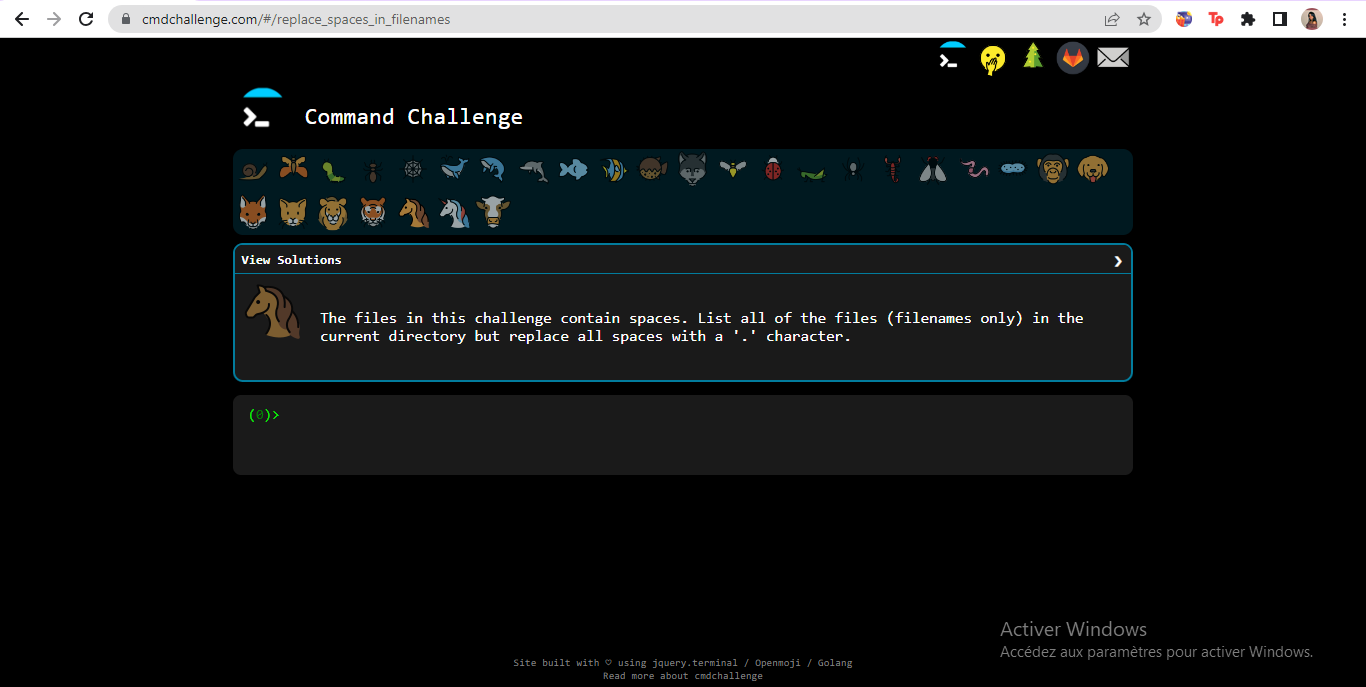 cmdchallenge.com/#/replace_spaces_in_filenames
Command Challenge
View Solutions
The files in this challenge contain spaces. List all of the files (filenames only) in the
current directory but replace all spaces with a '.' character.
(0)>
Activer Windows
Accédez aux paramètres pour activer Windows.
Site built with ♡ using jquery.terminal / Openmoji / Golang
Read more about cmdchallenge